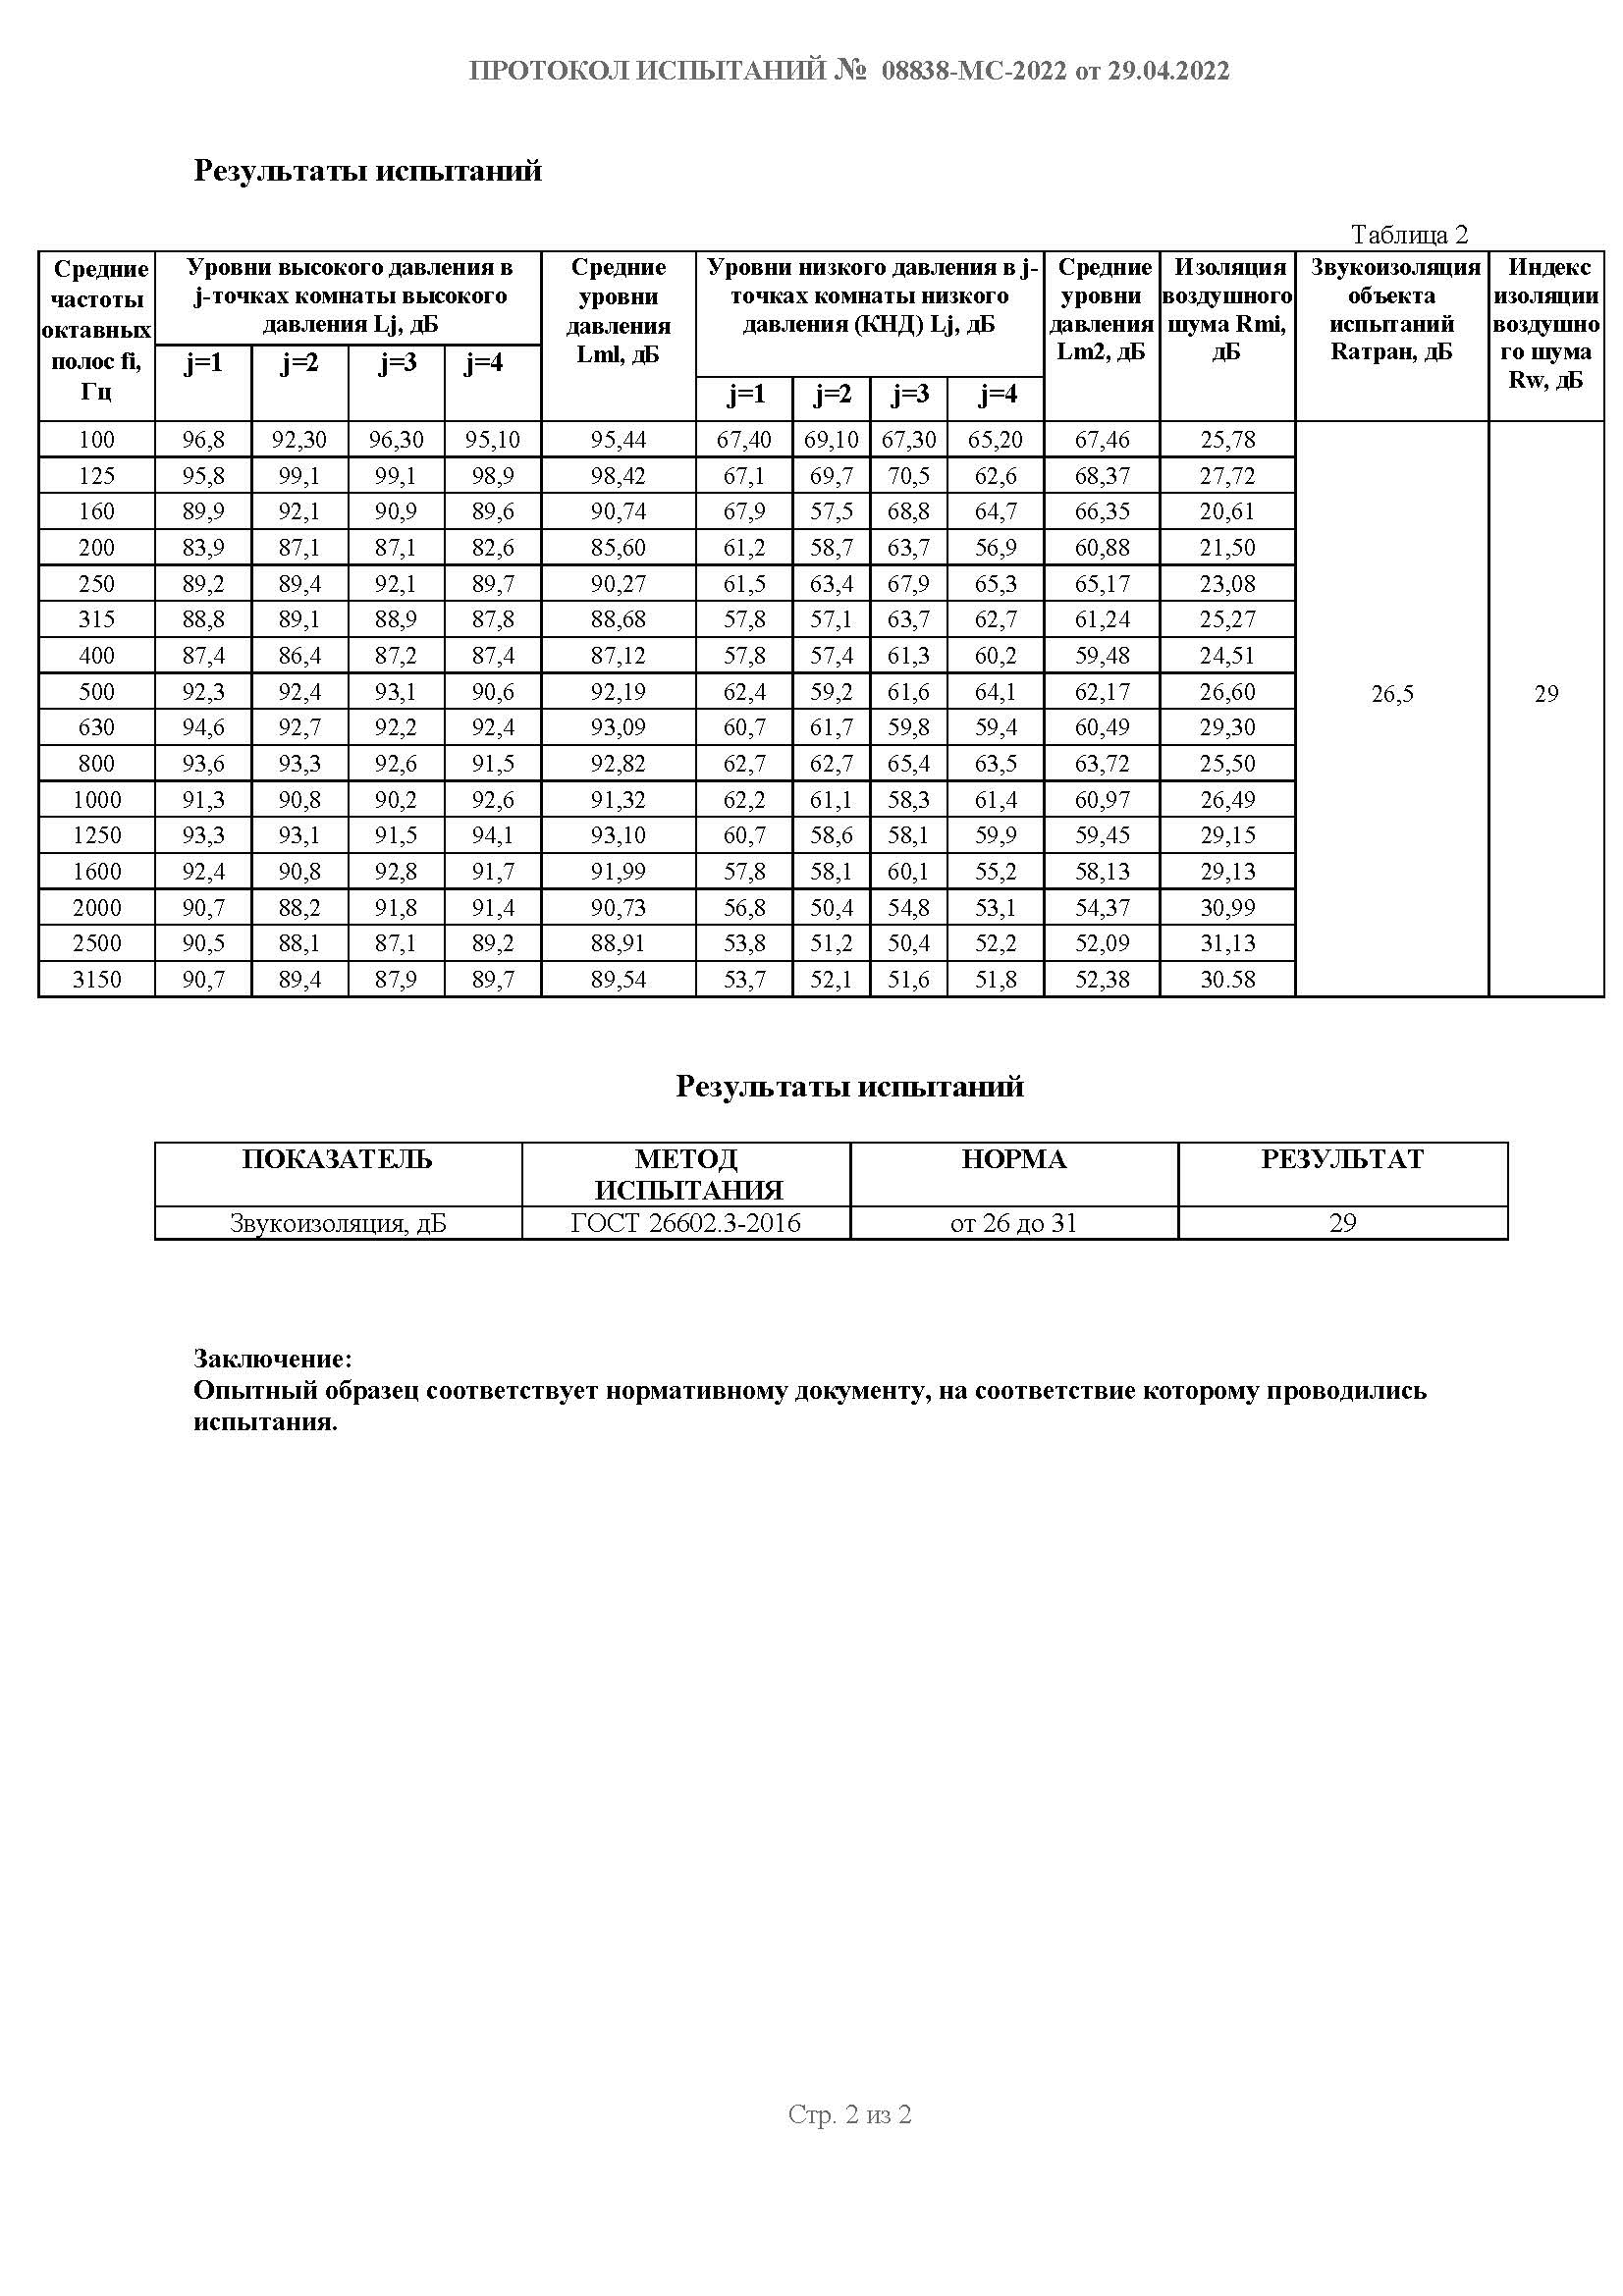 ПРОТОКОЛ ИСПЫТАНИЙ № 08838-МС-2022 от 29.04.2022
Результаты испытаний
Таблица 2
Средние частоты октавных полос fi, Гц
Уровни высокого давления в j-точках комнаты высокого давления Lj, дБ
Средние уровни давления Lml, дБ
Уровни низкого давления в j-точках комнаты низкого давления (КНД) Lj, дБ
Средние уровни давления Lm2, дБ
Изоляция воздушного шума Rmi, дБ
Звукоизоляция объекта испытаний Rатран, дБ
Индекс изоляции воздушного шума Rw, дБ
j=1 j=2 j=3 j=4
j=1 j=2 j=3 j=4
100 96,8 92,30 96,30 95,10 95,44 67,40 69,10 67,30 65,20 67,46 25,78
125 95,8 99,1 99,1 98,9 98,42 67,1 69,7 70,5 62,6 68,37 27,72
160 89,9 92,1 90,9 89,6 90,74 67,9 57,5 68,8 64,7 66,35 20,61
200 83,9 87,1 87,1 82,6 85,60 61,2 58,7 63,7 56,9 60,88 21,50
250 89,2 89,4 92,1 89,7 90,27 61,5 63,4 67,9 65,3 65,17 23,08
315 88,8 89,1 88,9 87,8 88,68 57,8 57,1 63,7 62,7 61,24 25,27
400 87,4 86,4 87,2 87,4 87,12 57,8 57,4 61,3 60,2 59,48 24,51
500 92,3 92,4 93,1 90,6 92,19 62,4 59,2 61,6 64,1 62,17 26,60 26,5 29
630 94,6 92,7 92,2 92,4 93,09 60,7 61,7 59,8 59,4 60,49 29,30
800 93,6 93,3 92,6 91,5 92,82 62,7 62,7 65,4 63,5 63,72 25,50
1000 91,3 90,8 90,2 92,6 91,32 62,2 61,1 58,3 61,4 60,97 26,49
1250 93,3 93,1 91,5 94,1 93,10 60,7 58,6 58,1 59,9 59,45 29,15
1600 92,4 90,8 92,8 91,7 91,99 57,8 58,1 60,1 55,2 58,13 29,13
2000 90,7 88,2 91,8 91,4 90,73 56,8 50,4 54,8 53,1 54,37 30,99
2500 90,5 88,1 87,1 89,2 88,91 53,8 51,2 50,4 52,2 52,09 31,13
3150 90,7 89,4 87,9 89,7 89,54 53,7 52,1 51,6 51,8 52,38 30.58
Результаты испытаний
ПОКАЗАТЕЛЬ МЕТОД ИСПЫТАНИЯ НОРМА РЕЗУЛЬТАТ
Звукоизоляция, дБ ГОСТ 26602.3-2016 от 26 до 31 29
Заключение:
Опытный образец соответствует нормативному документу, на соответствие которому проводились
испытания.
Стр. 2 из 2